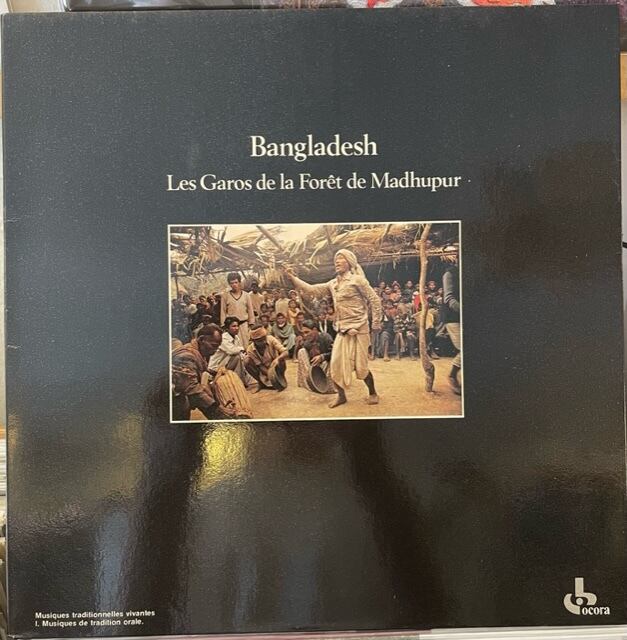 Bangladesh
Les Garos de la Forêt de Madhupur
Musiques traditionnelles vivantes
I. Musiques de tradition orale.
ocora